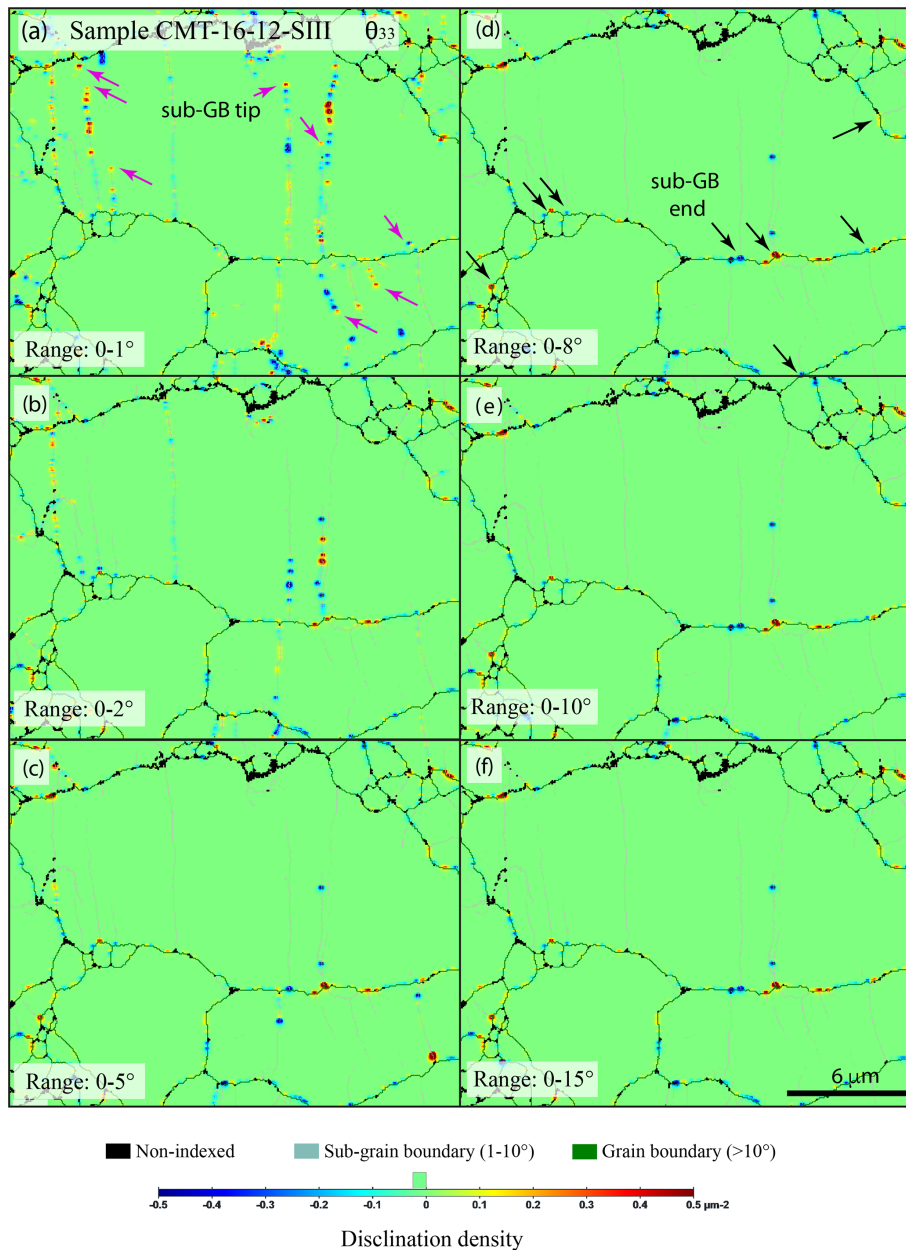 (a) Sample CMT-16-12-SIII θ33
sub-GB tip
Range: 0-1°
(d)
sub-GB
end
Range: 0-8°
(b)
Range: 0-2°
(e)
Range: 0-10°
(c)
Range: 0-5°
(f)
Range: 0-15°
6 μm
Non-indexed Sub-grain boundary (1-10°) Grain boundary (>10°)
-0.5 -0.4 -0.3 -0.2 -0.1 0 0.1 0.2 0.3 0.4 0.5 μm-2
Disclination density